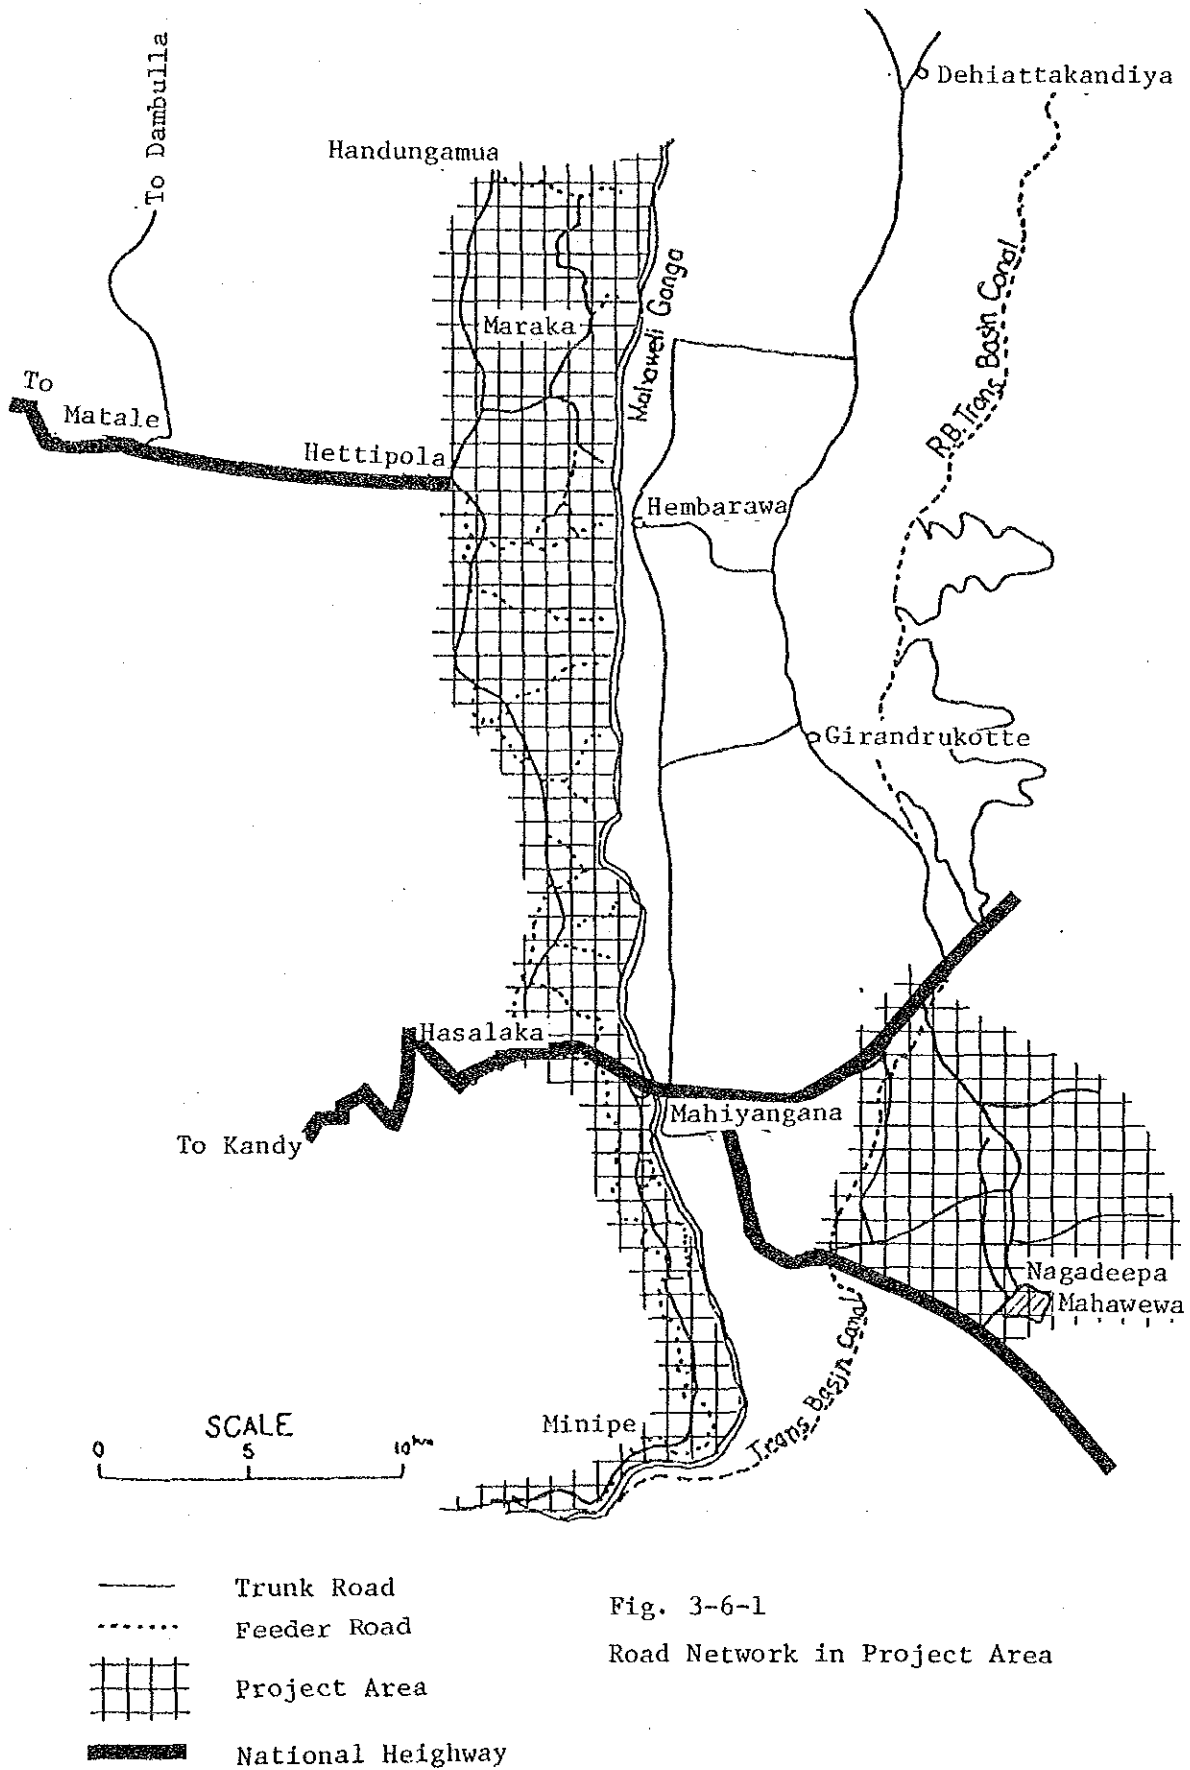 To Dambulla
Dehiattakandiya
Handungamua
Mahaweli Ganga
R.B.Trans Basin Canal
Maraka
To
Matale
Hettipola
Hembarawa
Girandrukotte
Hasalaka
Mahiyangana
To Kandy
Nagadeepa
Mahawewa
Trans Basin Canal
Minipe
SCALE
0 5 10km
Trunk Road
Feeder Road
Project Area
National Heighway
Fig. 3-6-1
Road Network in Project Area